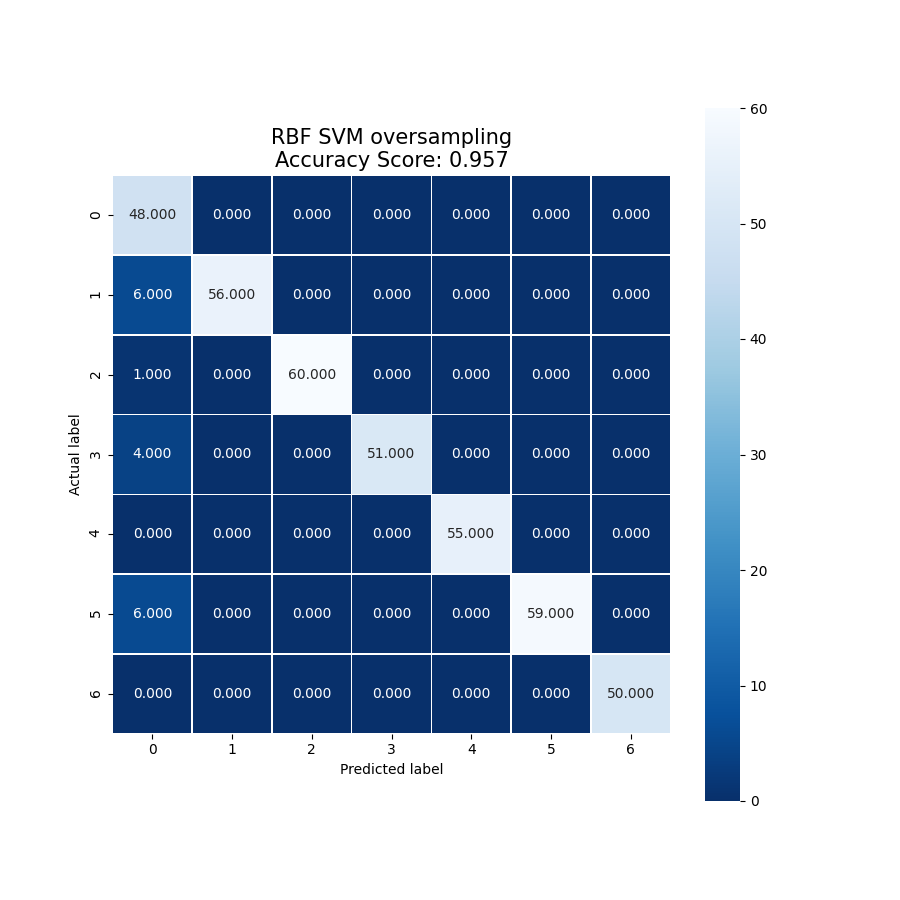 RBF SVM oversampling
Accuracy Score: 0.957
60
50
40
30
20
10
0
Actual label
0 48.000 0.000 0.000 0.000 0.000 0.000 0.000
1 6.000 56.000 0.000 0.000 0.000 0.000 0.000
2 1.000 0.000 60.000 0.000 0.000 0.000 0.000
3 4.000 0.000 0.000 51.000 0.000 0.000 0.000
4 0.000 0.000 0.000 0.000 55.000 0.000 0.000
5 6.000 0.000 0.000 0.000 0.000 59.000 0.000
6 0.000 0.000 0.000 0.000 0.000 0.000 50.000
0 1 2 3 4 5 6
Predicted label